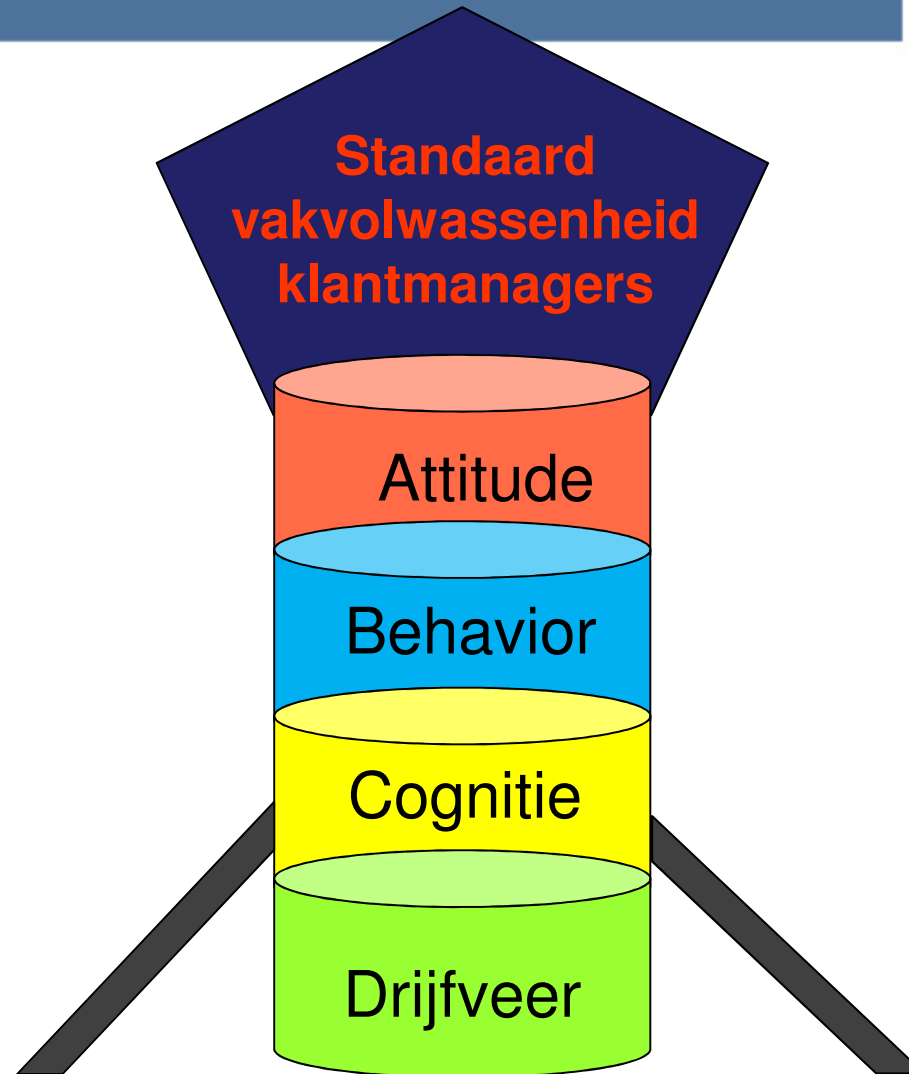 Standaard
vakvolwassenheid
klantmanagers
Attitude
Behavior
Cognitie
Drijfveer